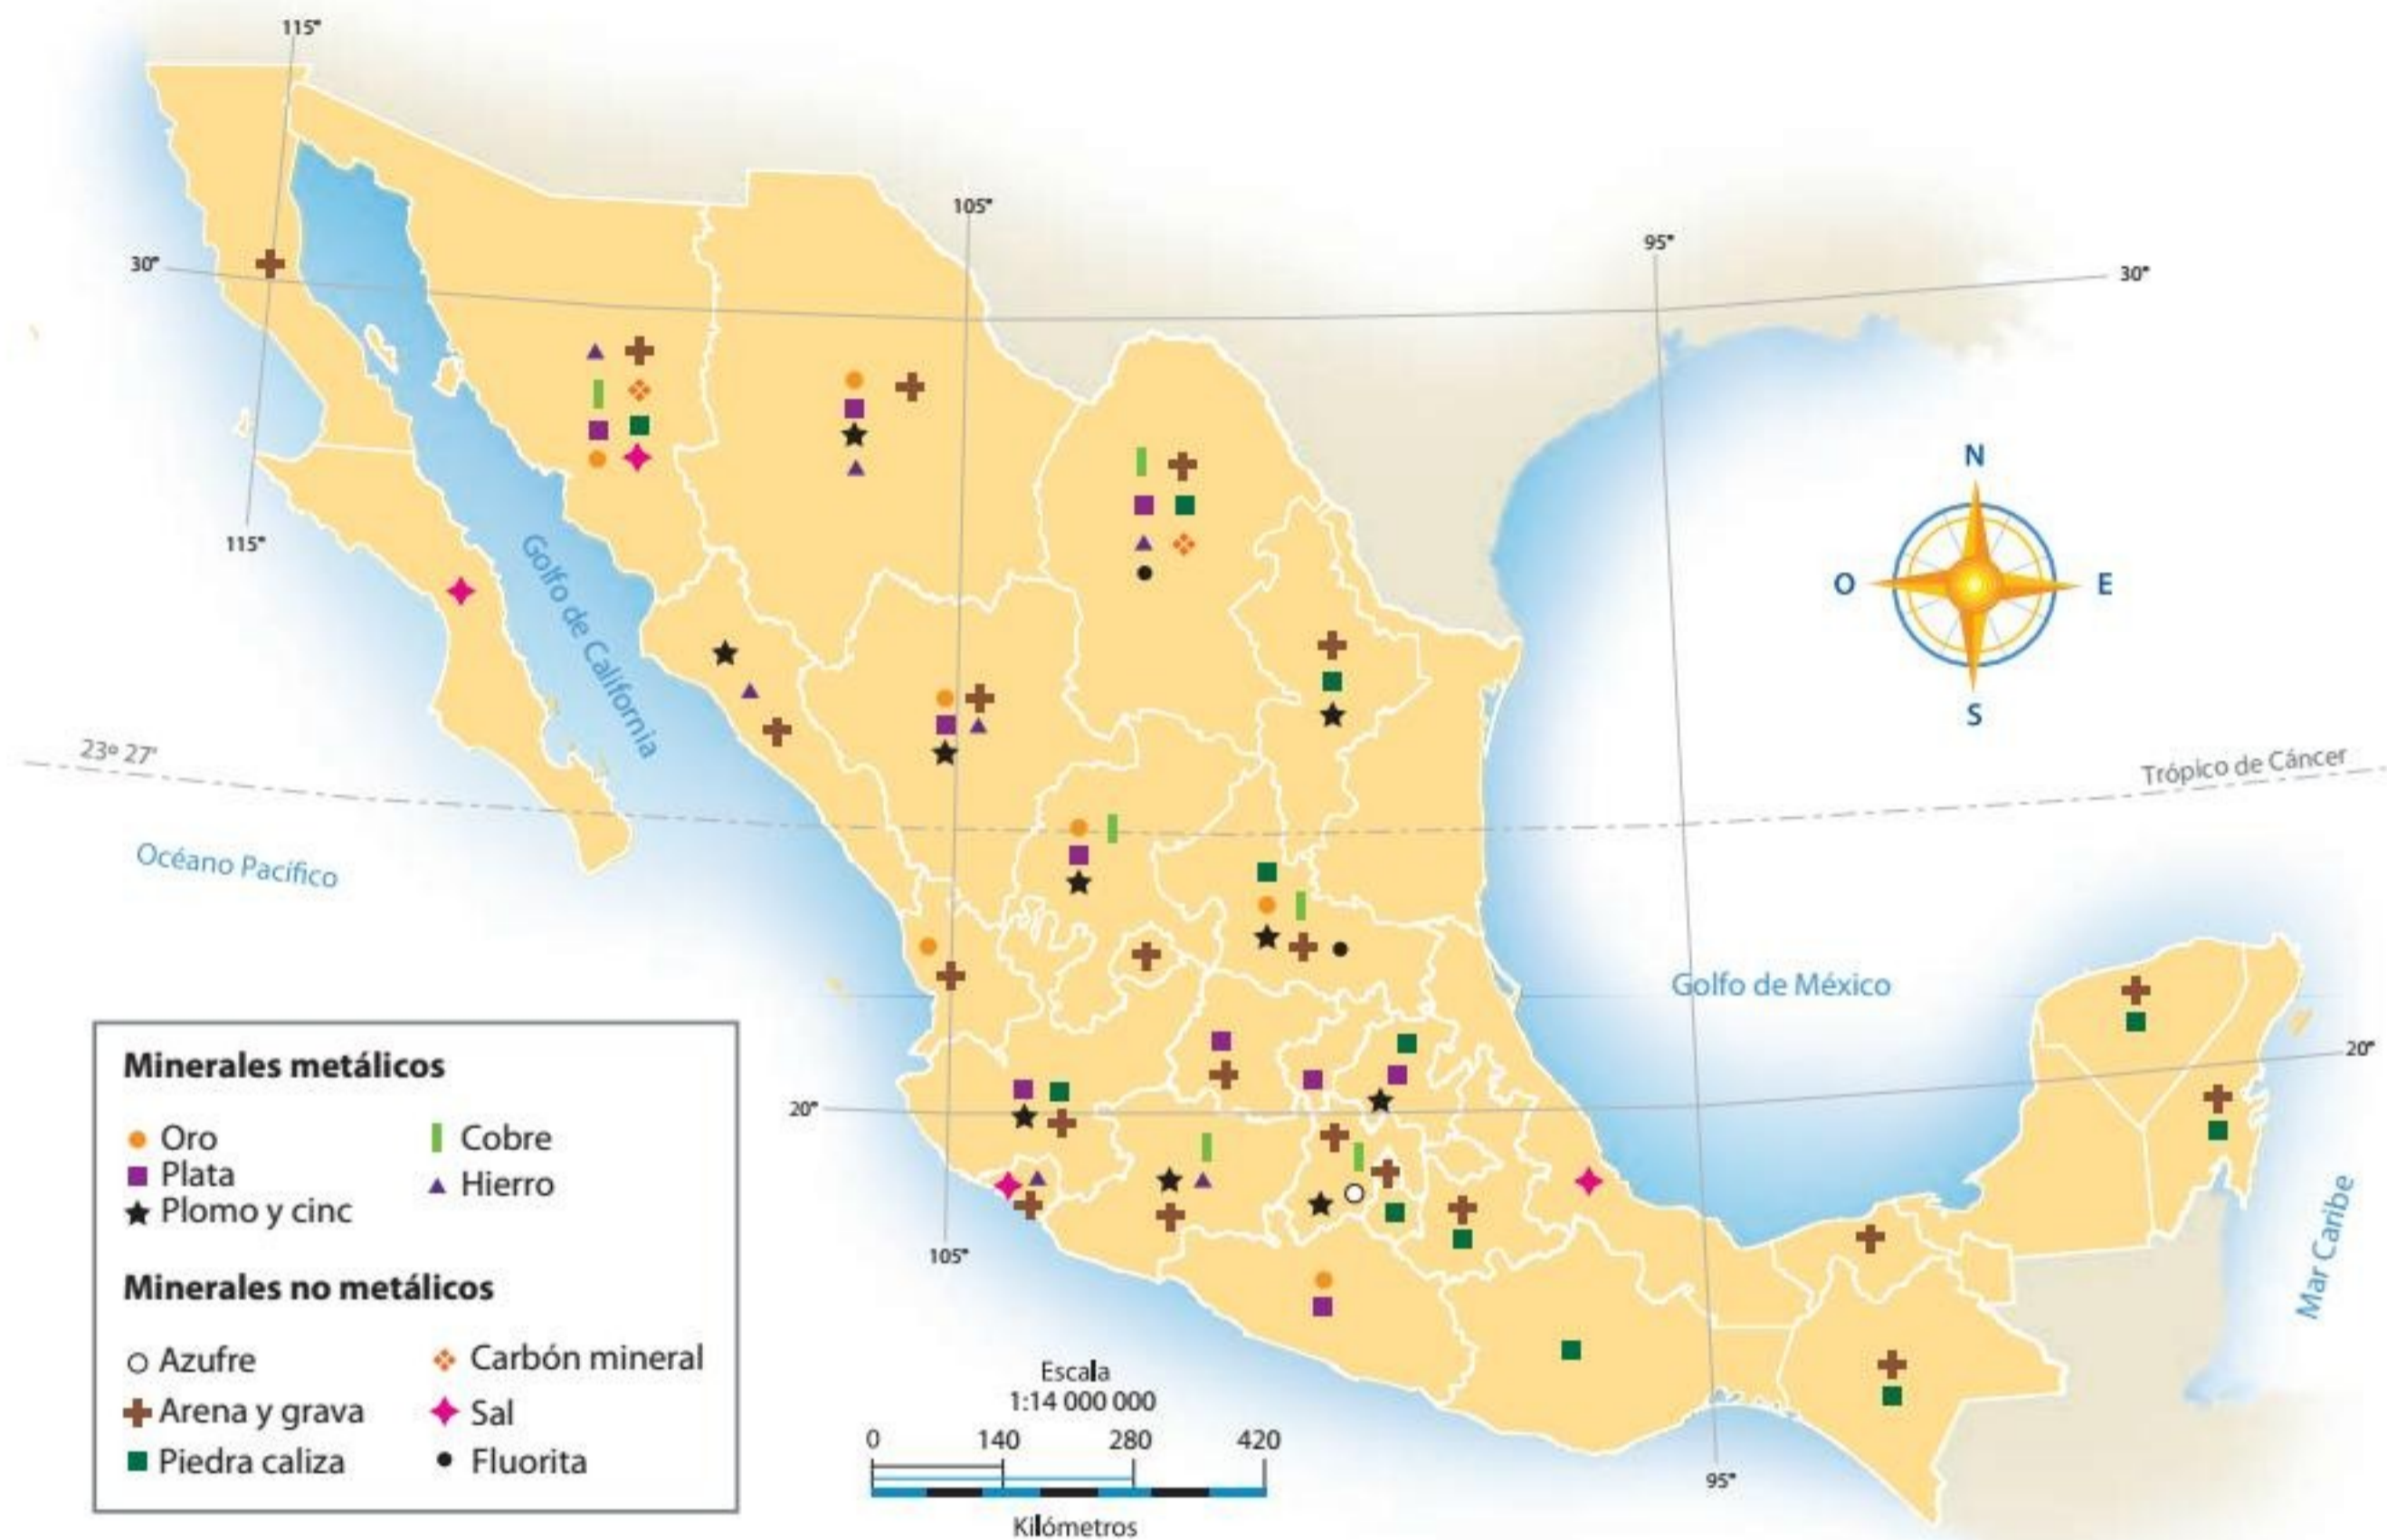 115°
105°
95°
30°
30°
N
O
E
S
115°
Golfo de California
23º 27'
Trópico de Cáncer
Océano Pacífico
Golfo de México
20°
20°
Mar Caribe
105°
95°
Minerales metálicos
Oro
Cobre
Plata
Hierro
Plomo y cinc
Minerales no metálicos
Azufre
Carbón mineral
Arena y grava
Sal
Piedra caliza
Fluorita
Escala
1:14 000 000
0 140 280 420
Kilómetros